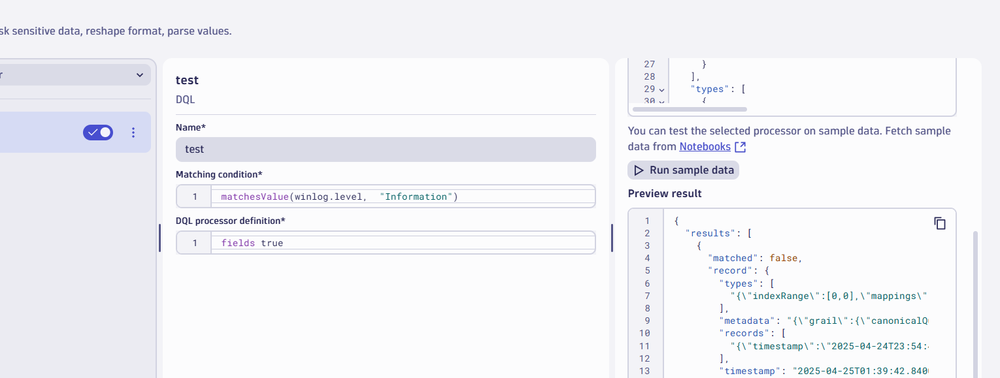 sk sensitive data, reshape format, parse values.
r
test
DQL
Name*
test
Matching condition*
1 matchesValue(winlog.level,  "Information")
DQL processor definition*
1 fields true
27 }
28 ],
29 "types": [
30 {
You can test the selected processor on sample data. Fetch sample
data from Notebooks
Run sample data
Preview result
1 {
2 "results": [
3 {
4 "matched": false,
5 "record": {
6 "types": [
7 "{\"indexRange\":[0,0],\"mappings\"
8 ],
9 "metadata": "{\"grail\":{\"canonicalQ
10 "records": [
11 "{\"timestamp\":\"2025-04-24T23:54:
12 ],
13 "timestamp": "2025-04-25T01:39:42.840